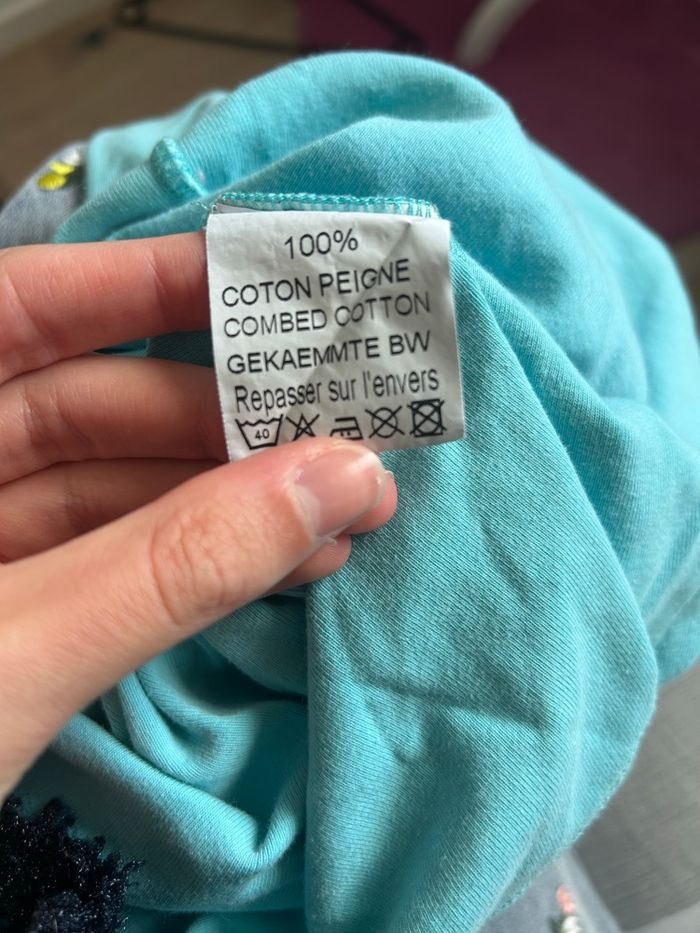 100%
COTON PEIGNE
COMBED COTTON
GEKAEMMTE BW
Repasser sur l'envers
40